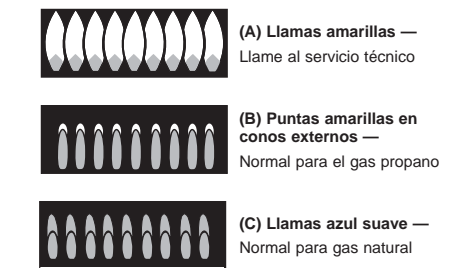 (A) Llamas amarillas —
Llame al servicio técnico
(B) Puntas amarillas en
conos externos —
Normal para el gas propano
(C) Llamas azul suave —
Normal para gas natural